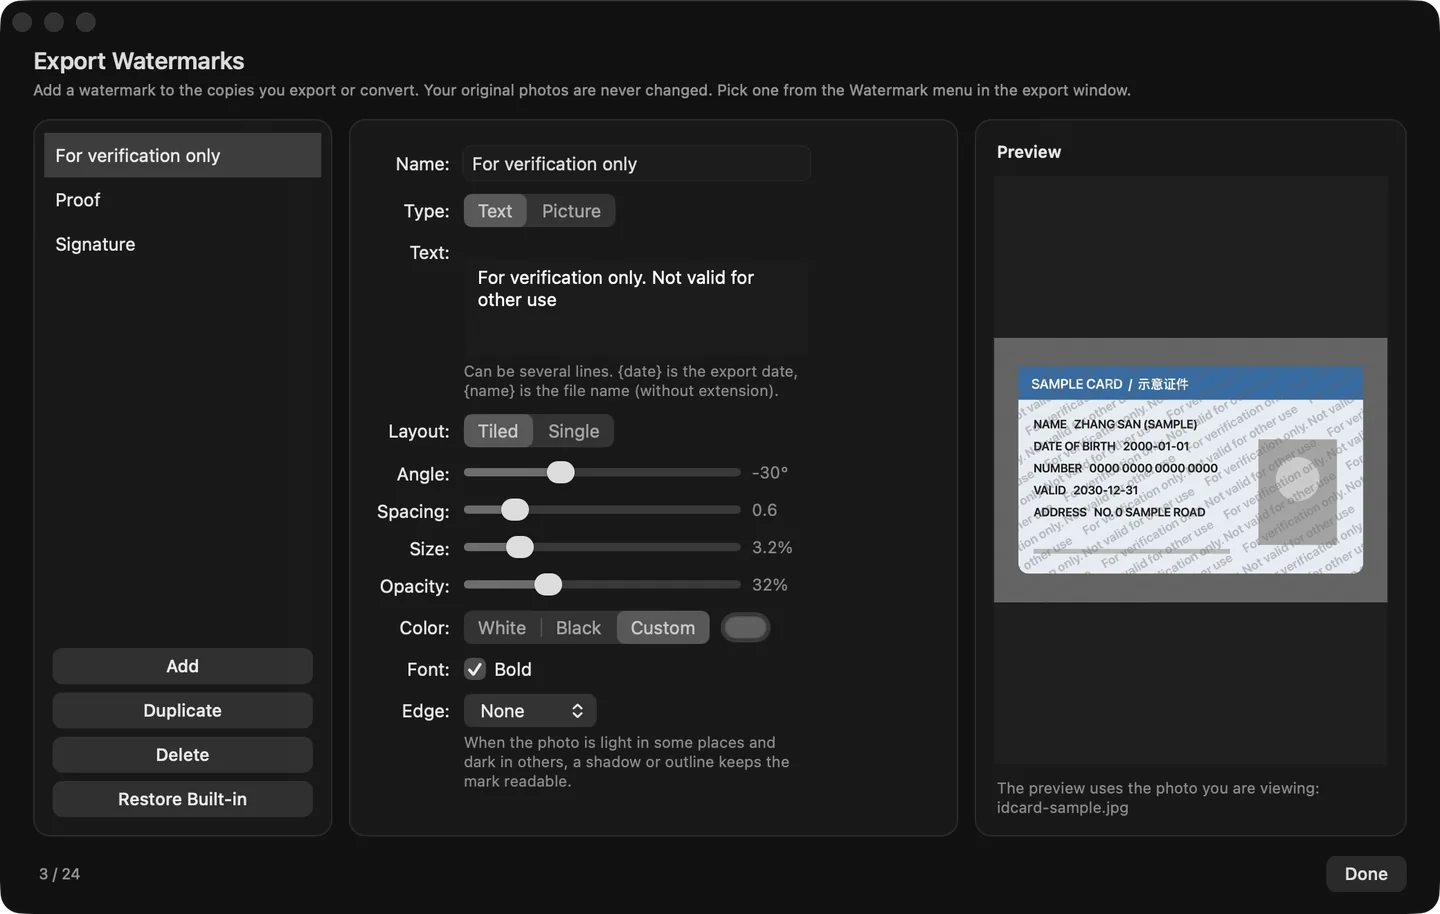 Export Watermarks
Add a watermark to the copies you export or convert. Your original photos are never changed. Pick one from the Watermark menu in the export window.
For verification only
Proof
Signature
Add
Duplicate
Delete
Restore Built-in
3 / 24
Name: For verification only
Type: Text Picture
Text:
For verification only. Not valid for
other use
Can be several lines. {date} is the export date,
{name} is the file name (without extension).
Layout: Tiled Single
Angle: -30°
Spacing: 0.6
Size: 3.2%
Opacity: 32%
Color: White Black Custom
Font: Bold
Edge: None
When the photo is light in some places and
dark in others, a shadow or outline keeps the
mark readable.
Preview
SAMPLE CARD / 示意证件
NAME ZHANG SAN (SAMPLE)
DATE OF BIRTH 2000-01-01
NUMBER 0000 0000 0000 0000
VALID 2030-12-31
ADDRESS NO. 0 SAMPLE ROAD
For verification only. Not valid for other use
The preview uses the photo you are viewing:
idcard-sample.jpg
Done